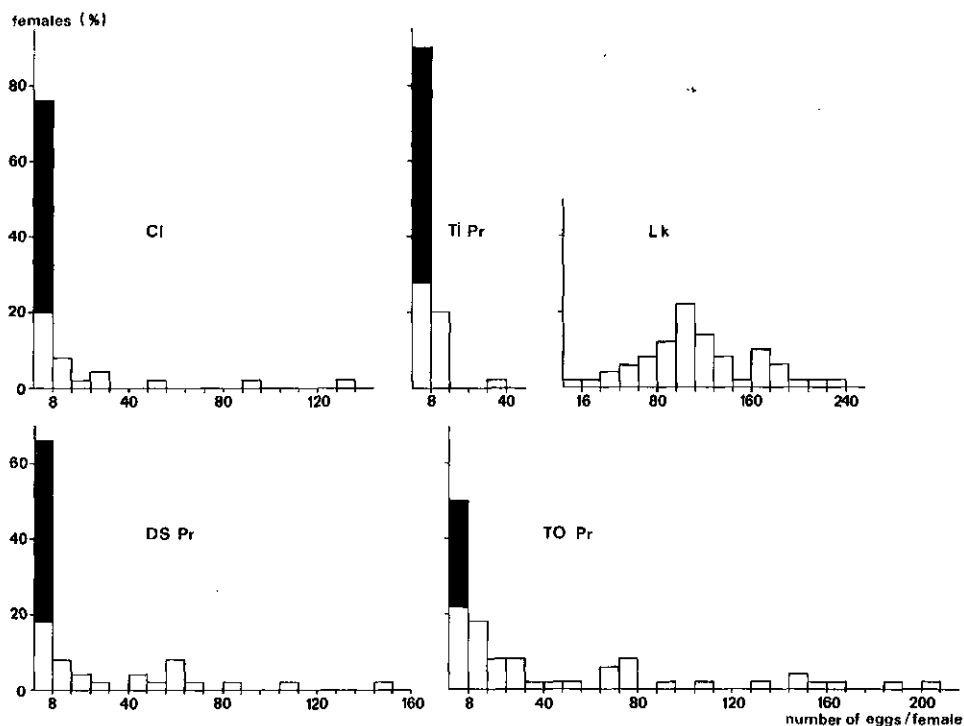 females (%)
80
60
40
20
0
CI
8 40 80 120
Ti Pr
8 40
Lk
16 80 160 240
60
40
20
0
DS Pr
8 40 80 120 160
TO Pr
8 40 80 120 160 200
number of eggs/female